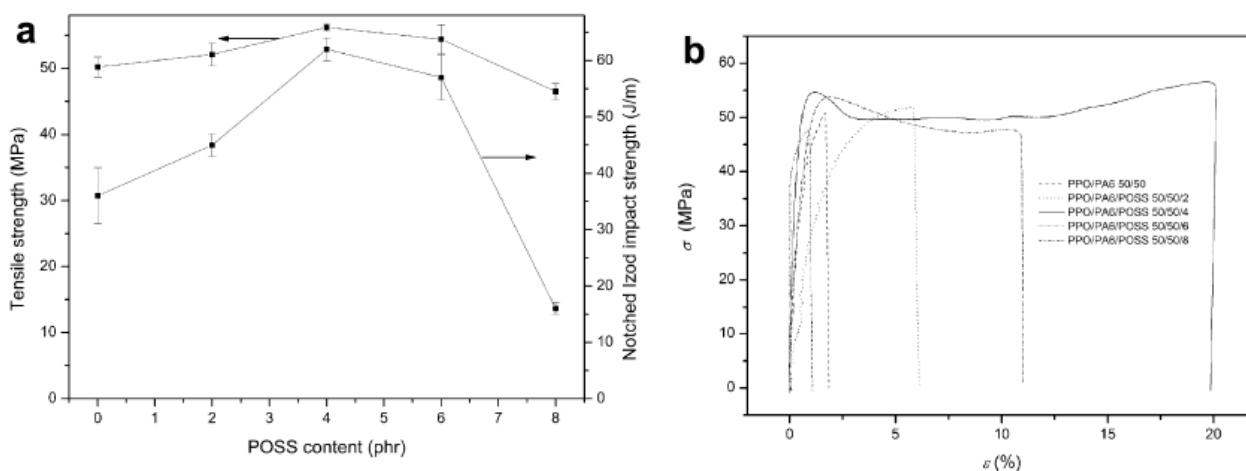 a
Tensile strength (MPa)
50
40
30
20
10
0
0 1 2 3 4 5 6 7 8
POSS content (phr)
60
50
40
30
20
10
0
Notched Izod impact strength (J/m)
b
σ (MPa)
60
50
40
30
20
10
0
0 5 10 15 20
ε (%)
PPO/PA6 50/50
PPO/PA6/POSS 50/50/2
PPO/PA6/POSS 50/50/4
PPO/PA6/POSS 50/50/6
PPO/PA6/POSS 50/50/8